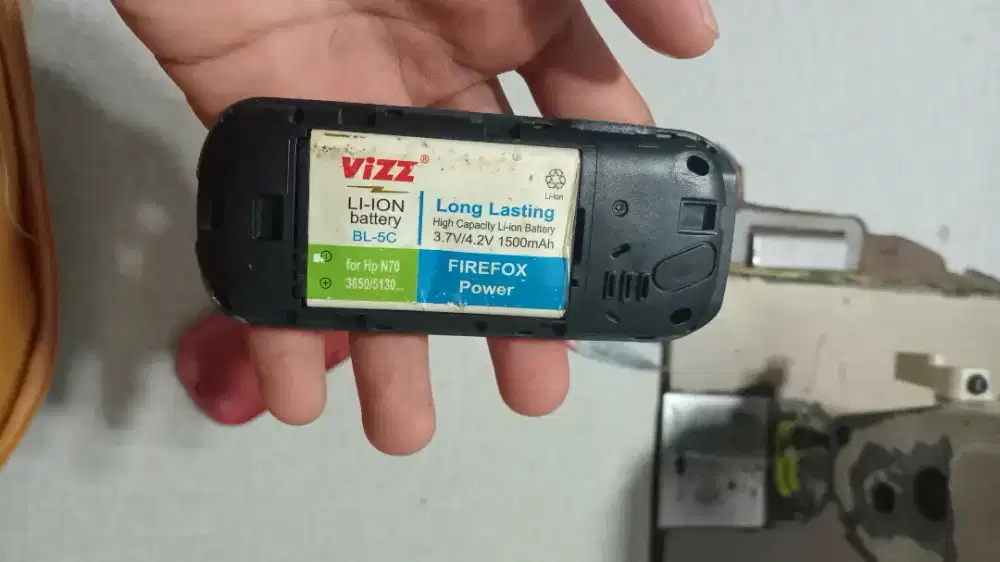 ViZZ®
LI-ION
battery
BL-5C
Li-ion
Long Lasting
High Capacity Li-ion Battery
3.7V/4.2V 1500mAh
for Hp N70
3650/5130...
FIREFOX
Power